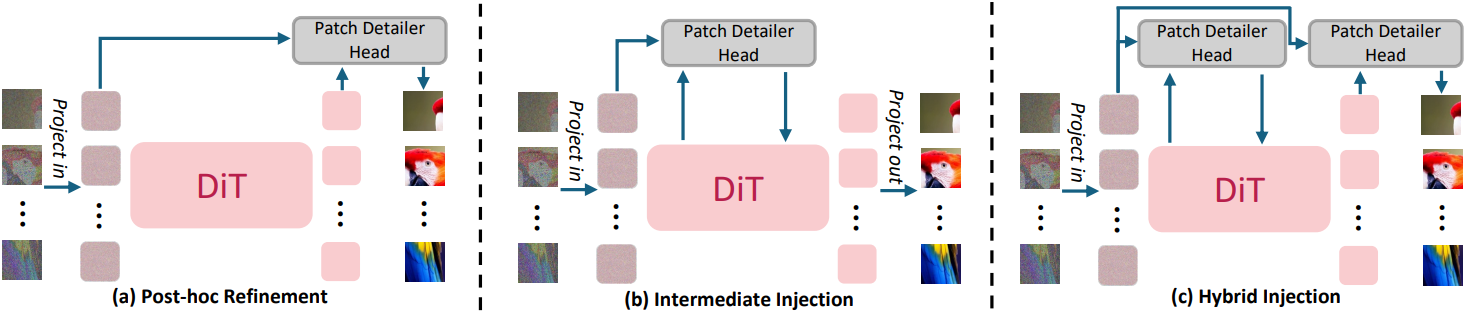 Patch Detailer
Head
Project in
DiT
(a) Post-hoc Refinement
Patch Detailer
Head
Project in
DiT
Project out
(b) Intermediate Injection
Patch Detailer
Head
Patch Detailer
Head
Project in
DiT
(c) Hybrid Injection